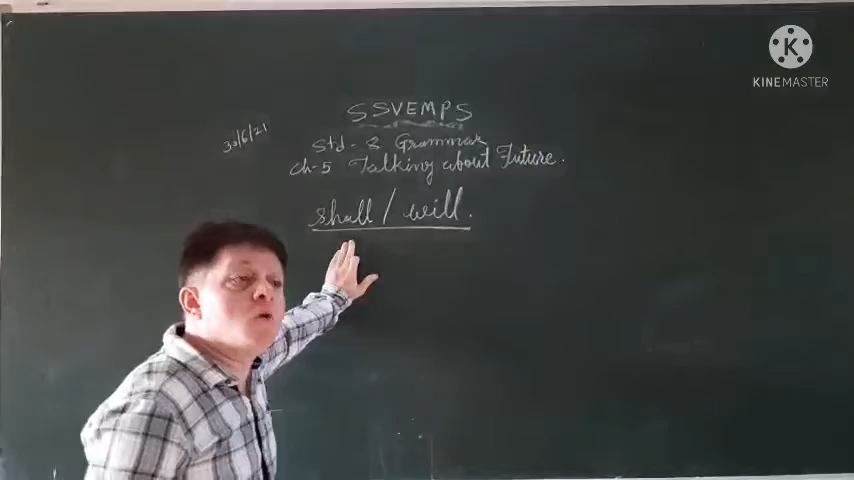 K
KINEMASTER
SSVEMPS
30/6/21
Std - 8 Grammar
Ch-5 Talking about Future.
shall / will.